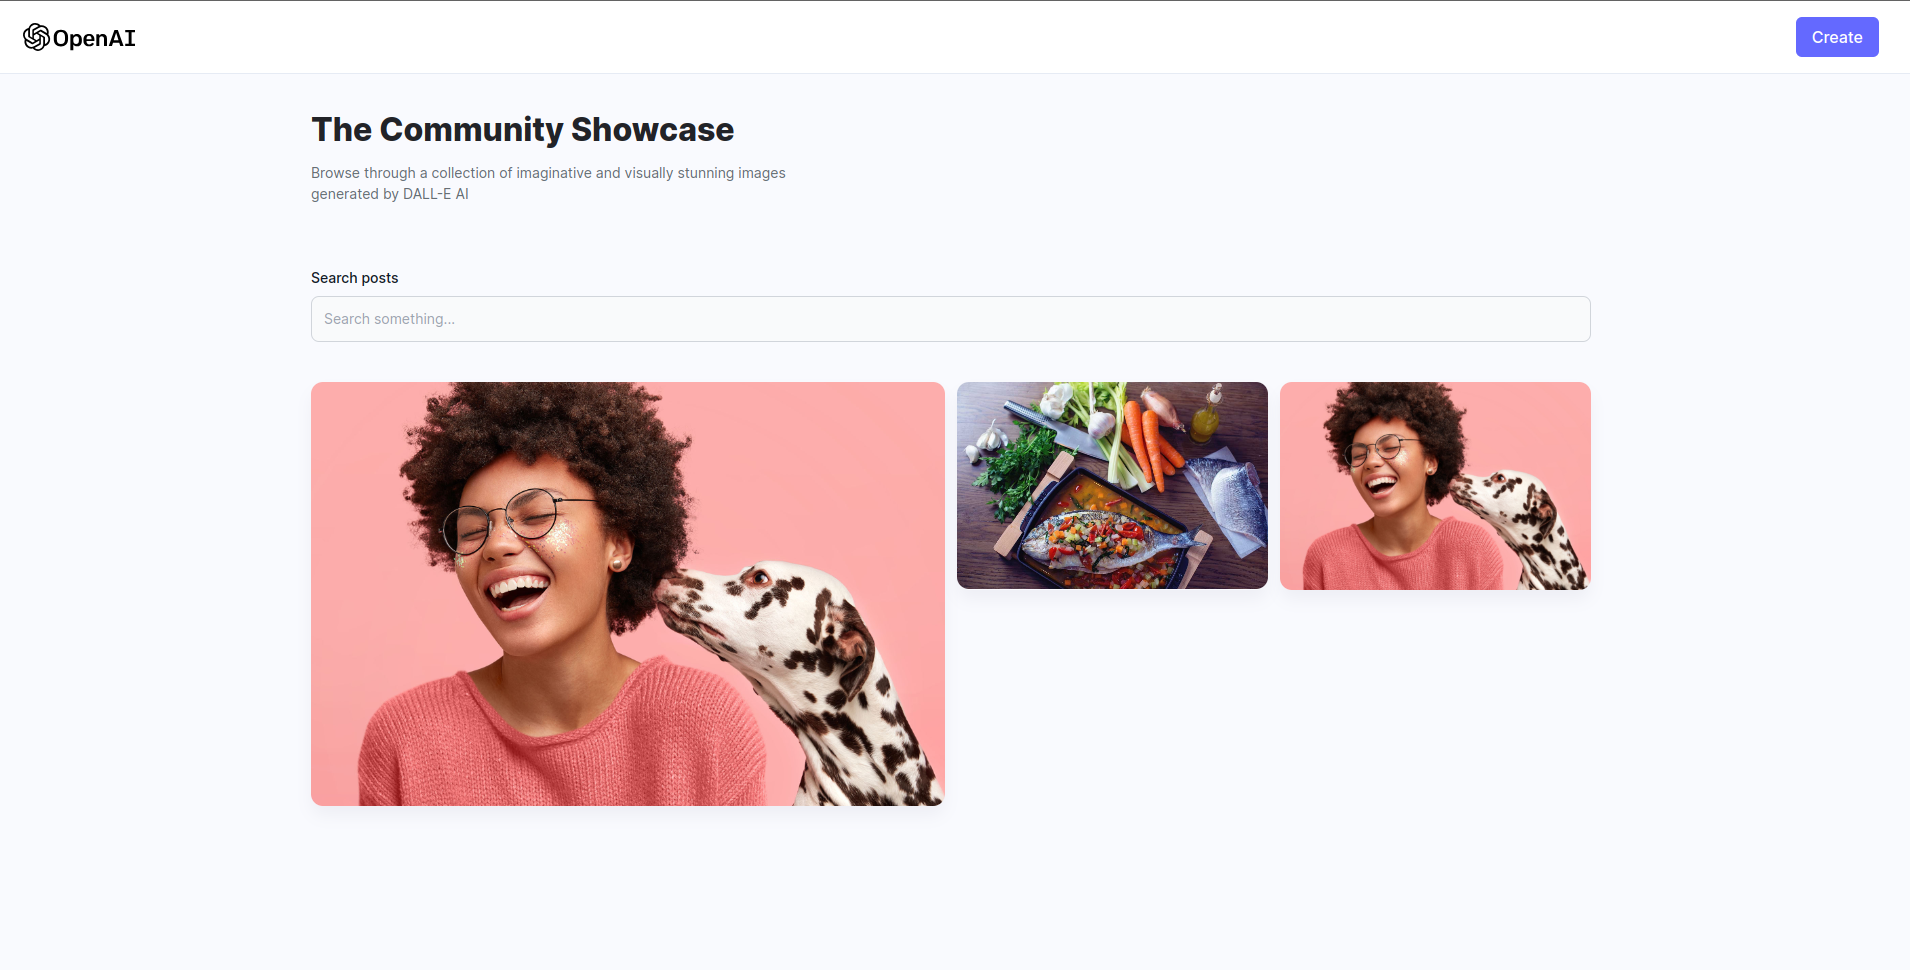 OpenAI
Create
The Community Showcase
Browse through a collection of imaginative and visually stunning images
generated by DALL-E AI
Search posts
Search something...